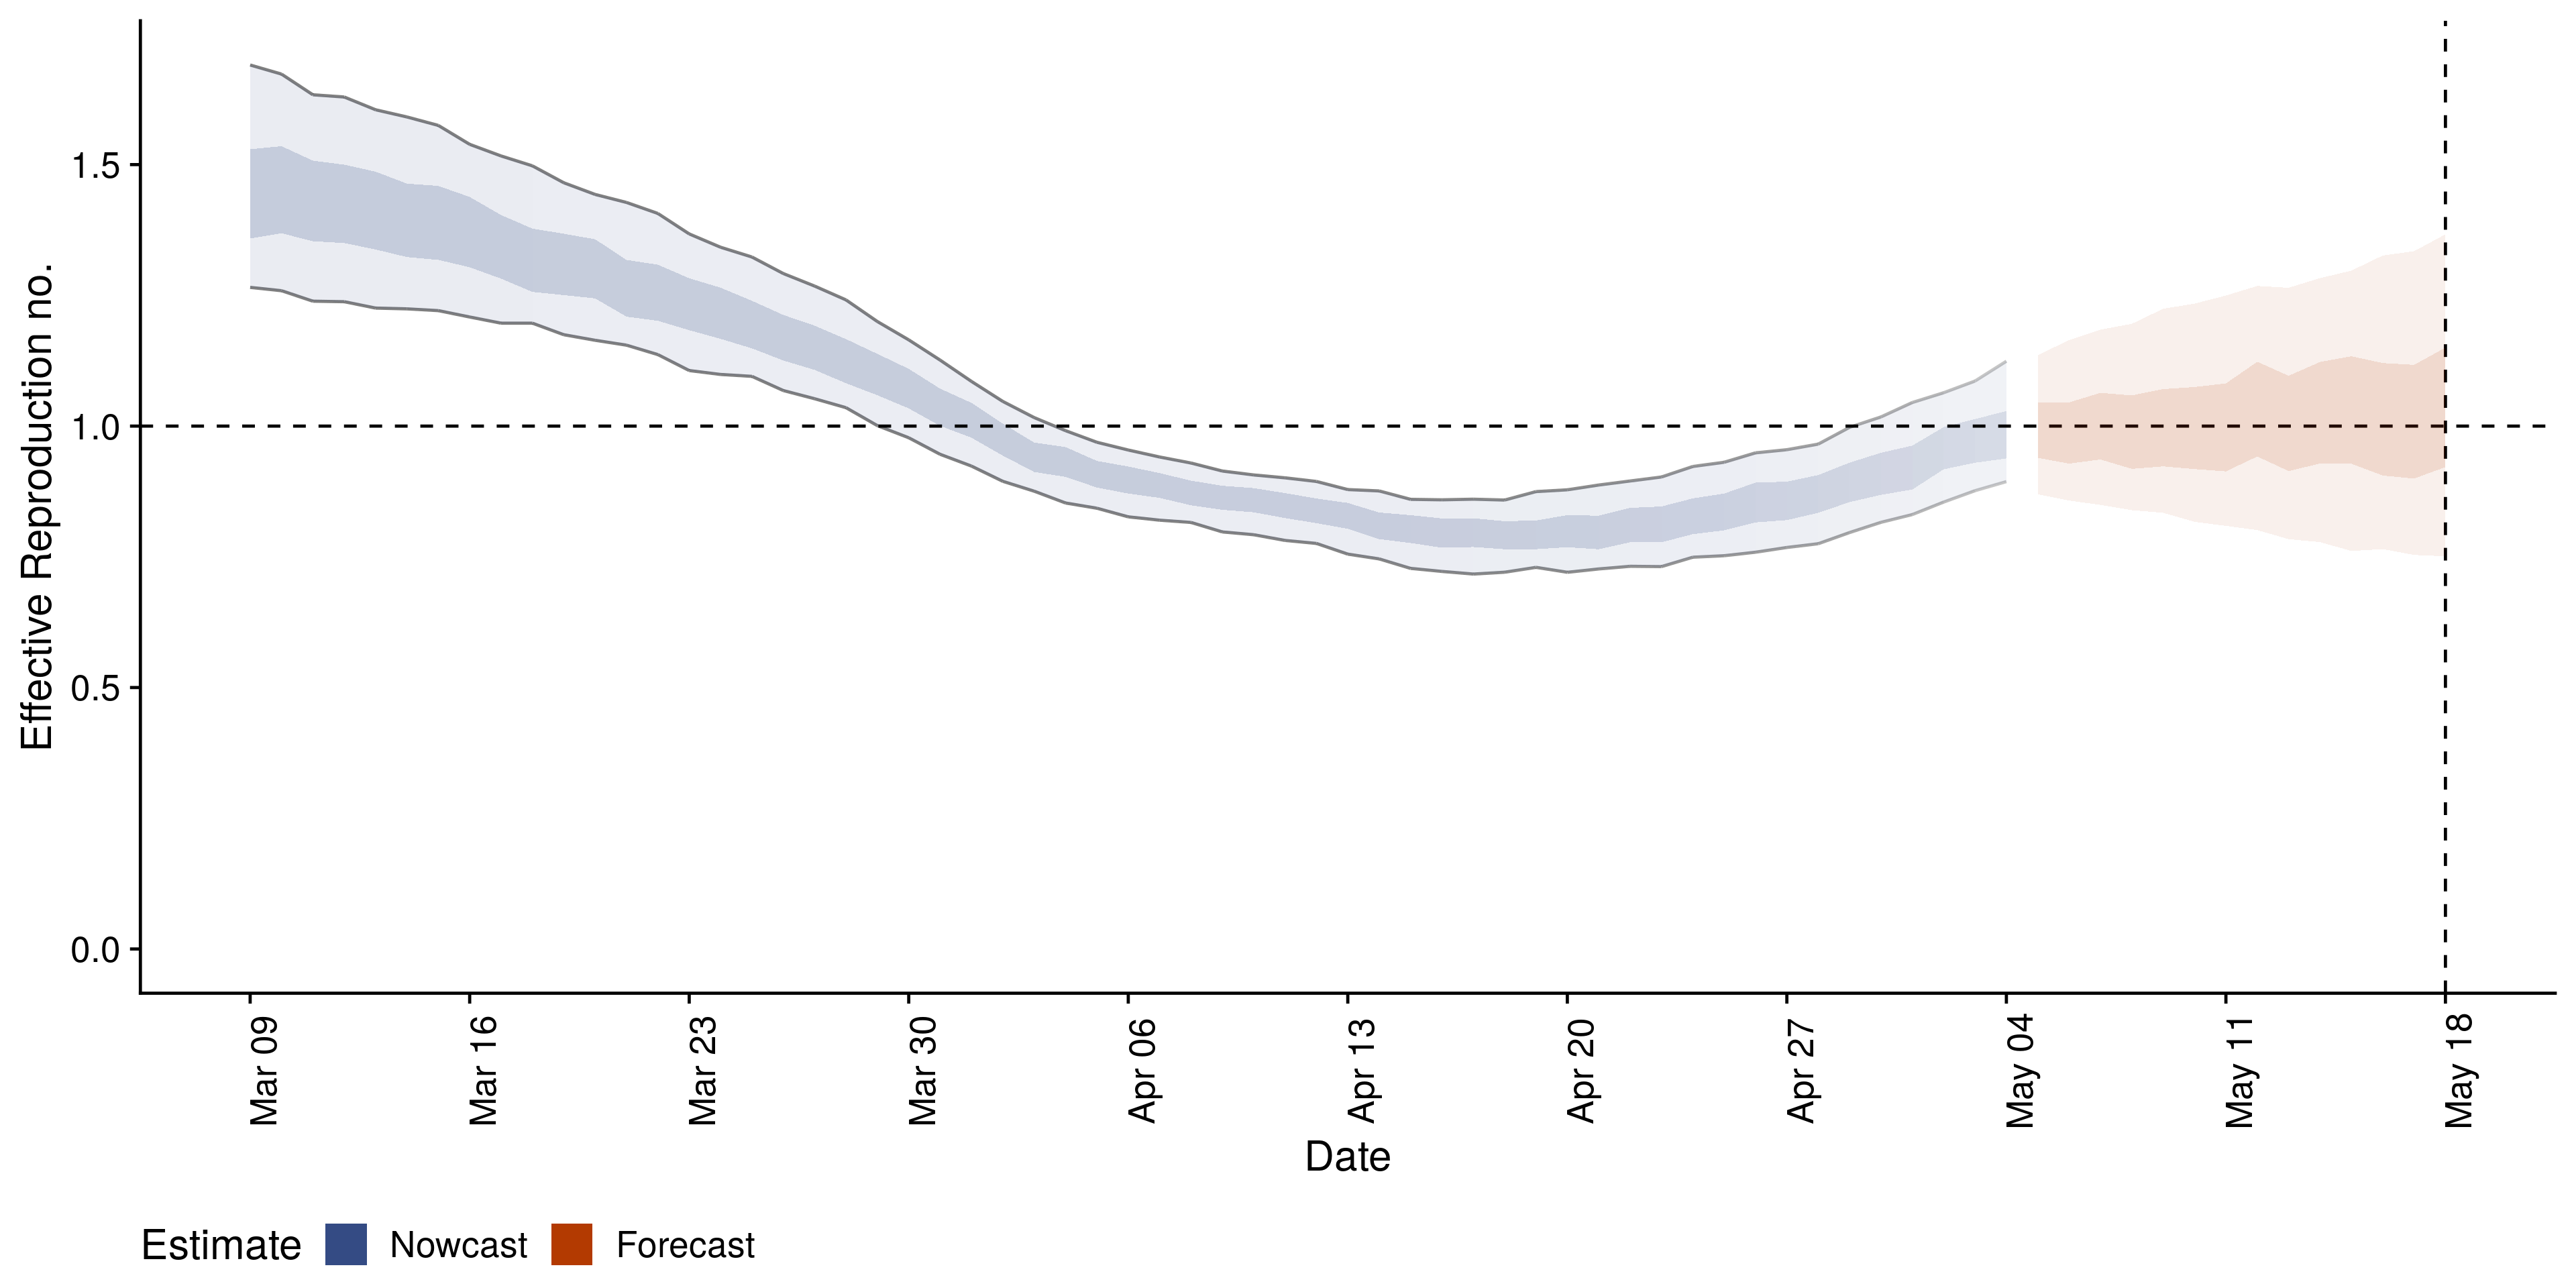 Effective Reproduction no.
1.5
1.0
0.5
0.0
Mar 09
Mar 16
Mar 23
Mar 30
Apr 06
Apr 13
Apr 20
Apr 27
May 04
May 11
May 18
Date
Estimate Nowcast Forecast